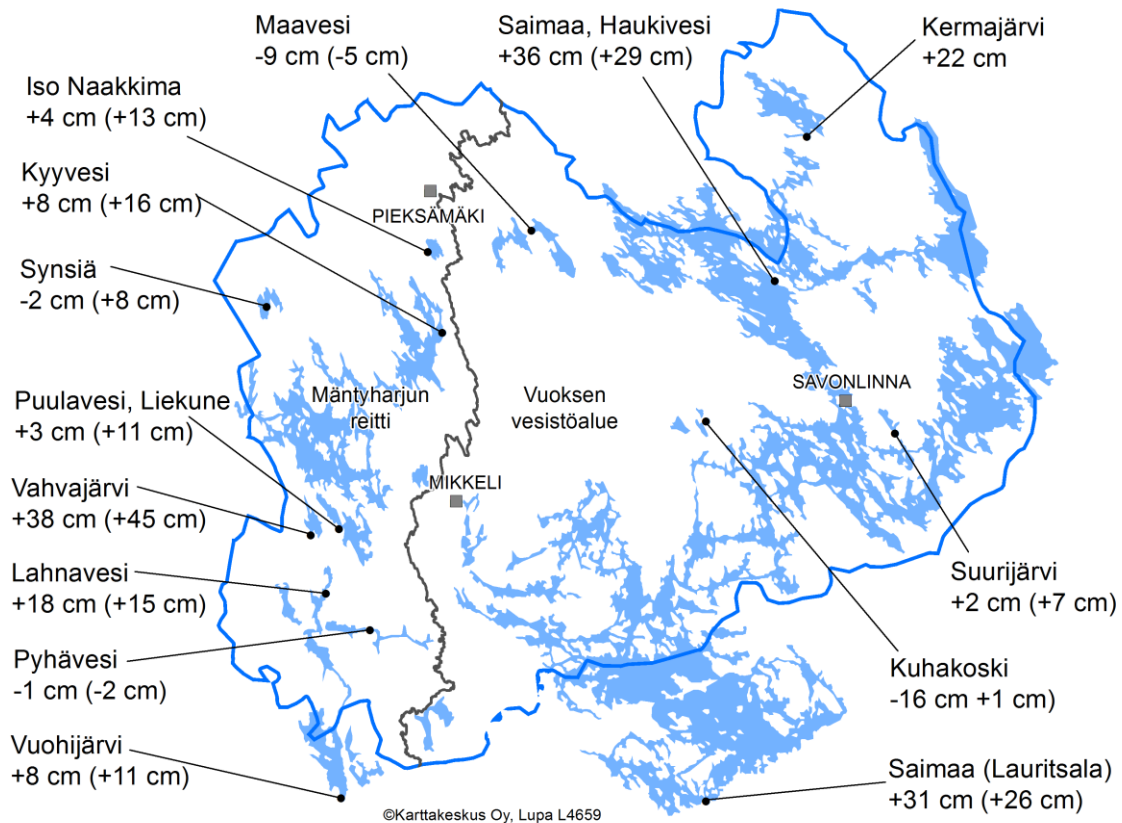 Maavesi
-9 cm (-5 cm)
Saimaa, Haukivesi
+36 cm (+29 cm)
Kermajärvi
+22 cm
Iso Naakkima
+4 cm (+13 cm)
Kyyvesi
+8 cm (+16 cm)
PIEKSÄMÄKI
Synsiä
-2 cm (+8 cm)
Puulavesi, Liekune
+3 cm (+11 cm)
Mäntyharjun
reitti
Vuoksen
vesistöalue
SAVONLINNA
MIKKELI
Vahvajärvi
+38 cm (+45 cm)
Lahnavesi
+18 cm (+15 cm)
Suurijärvi
+2 cm (+7 cm)
Pyhävesi
-1 cm (-2 cm)
Kuhakoski
-16 cm +1 cm)
Vuohijärvi
+8 cm (+11 cm)
Saimaa (Lauritsala)
+31 cm (+26 cm)
©Karttakeskus Oy, Lupa L4659